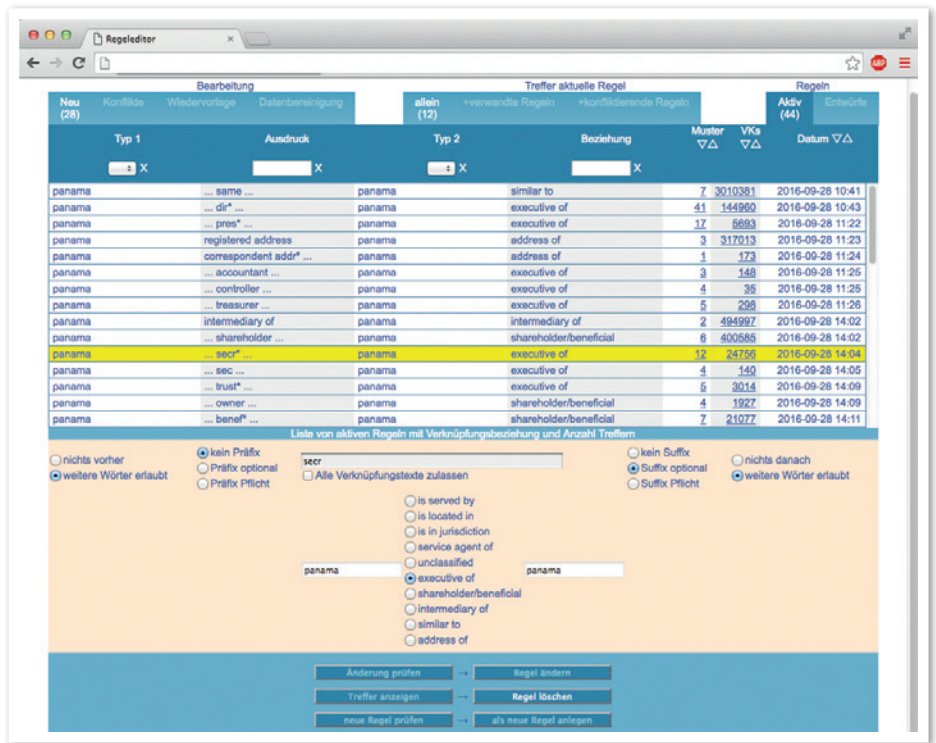 Regeleditor ×
ABP
Bearbeitung Treffer aktuelle Regel Regeln
Neu (28) Konflikte Wiedervorlage Datenbereinigung allein (12) +verwandte Regeln +konfliktierende Regeln Aktiv (44) Entwürfe
Typ 1 Ausdruck Typ 2 Beziehung Muster ▽△ VKs ▽△ Datum ▽△
X X X X
panama ... same ... panama similar to 7 3010381 2016-09-28 10:41
panama ... dir* ... panama executive of 41 144960 2016-09-28 10:43
panama ... pres* ... panama executive of 17 5693 2016-09-28 11:22
panama registered address panama address of 3 317013 2016-09-28 11:23
panama correspondent addr* ... panama address of 1 173 2016-09-28 11:24
panama ... accountant ... panama executive of 3 148 2016-09-28 11:25
panama ... controller ... panama executive of 4 35 2016-09-28 11:25
panama ... treasurer ... panama executive of 5 298 2016-09-28 11:26
panama intermediary of panama intermediary of 2 494997 2016-09-28 14:02
panama ... shareholder ... panama shareholder/beneficial 6 400585 2016-09-28 14:02
panama ... secr* ... panama executive of 12 24756 2016-09-28 14:04
panama ... sec ... panama executive of 4 140 2016-09-28 14:05
panama ... trust* ... panama executive of 5 3014 2016-09-28 14:09
panama ... owner ... panama shareholder/beneficial 4 1927 2016-09-28 14:09
panama ... benef* ... panama shareholder/beneficial 7 21077 2016-09-28 14:11
Liste von aktiven Regeln mit Verknüpfungsbeziehung und Anzahl Treffern
nichts vorher
weitere Wörter erlaubt
kein Präfix
Präfix optional
Präfix Pflicht
secr
Alle Verknüpfungstexte zulassen
kein Suffix
Suffix optional
Suffix Pflicht
nichts danach
weitere Wörter erlaubt
panama
is served by
is located in
is in jurisdiction
service agent of
unclassified
executive of
shareholder/beneficial
intermediary of
similar to
address of
panama
Änderung prüfen → Regel ändern
Treffer anzeigen → Regel löschen
neue Regel prüfen → als neue Regel anlegen